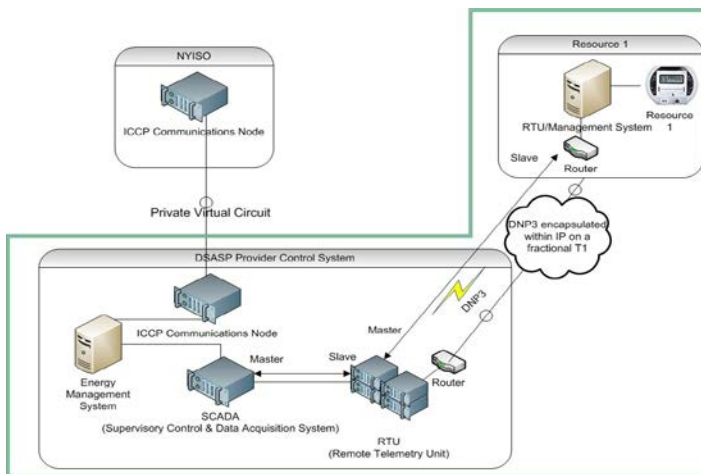 NYISO
ICCP Communications Node
Private Virtual Circuit
Resource 1
RTU/Management System
Resource
1
Slave
Router
DNP3 encapsulated
within IP on a
fractional T1
DNP3
Master
DSASP Provider Control System
ICCP Communications Node
Energy
Management
System
Master
Slave
SCADA
(Supervisory Control & Data Acquisition System)
Router
RTU
(Remote Telemetry Unit)